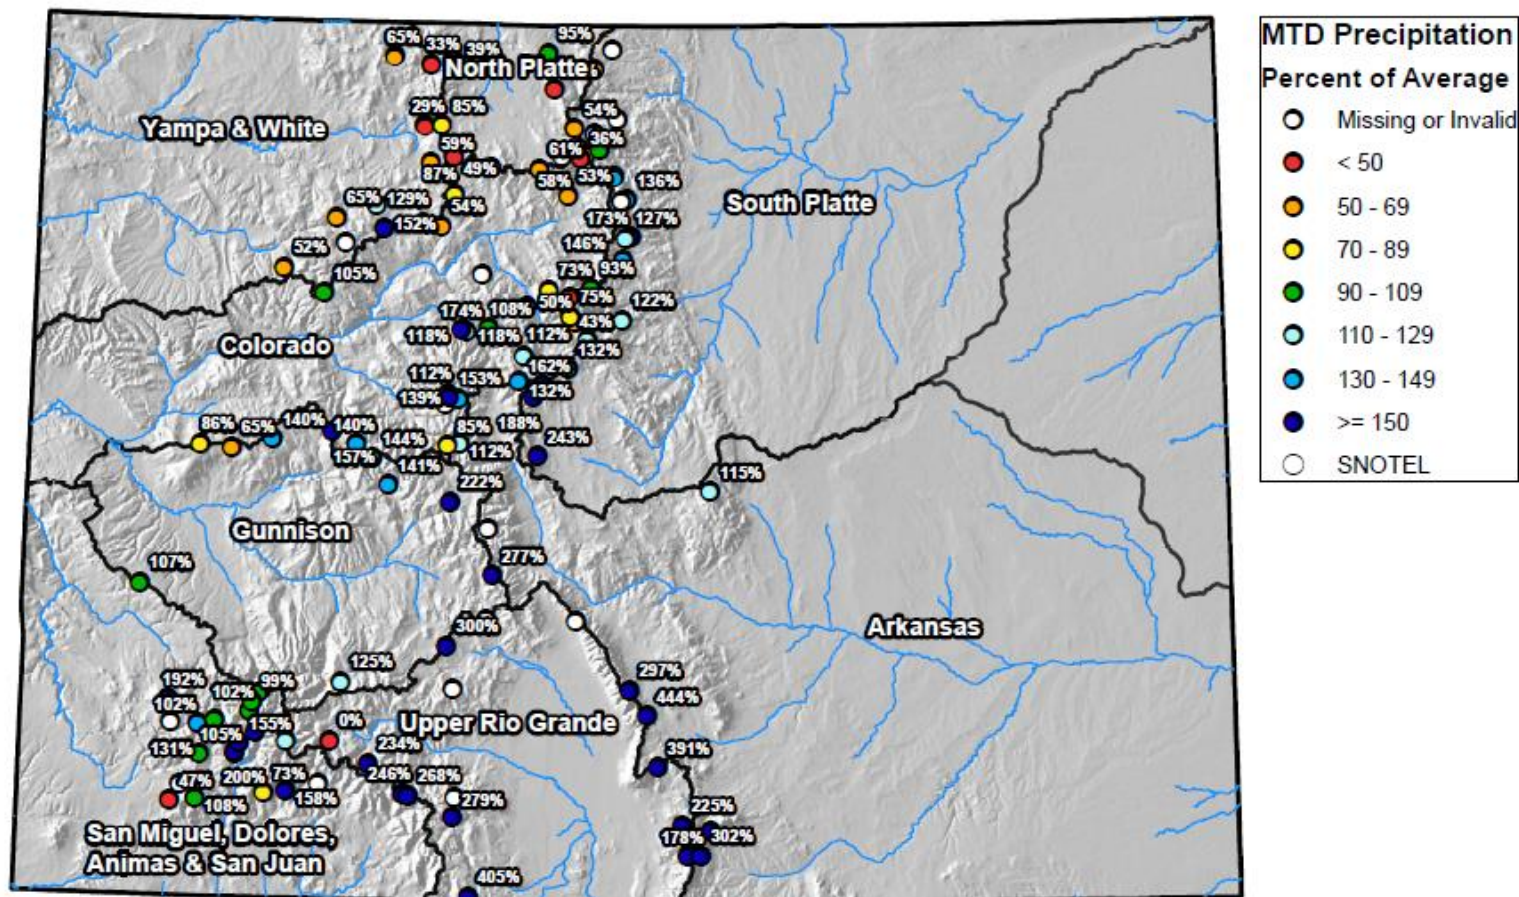 95%
65% 33% 39%
North Platte
29% 85% 54%
Yampa & White
36%
59% 61%
87% 49% 58% 53% 136%
65% 129% 54% South Platte
152% 173% 127%
52% 146%
105% 73% 93%
174% 108% 50% 75% 122%
118% 118% 112% 43%
Colorado 132%
162%
112% 153%
139% 132%
86% 65% 140% 140% 144% 85% 188% 243%
157% 141% 112%
222% 115%
Gunnison
107% 277%
300% Arkansas
125%
192% 102% 99% 297%
102% 444%
105% 155% 0% Upper Rio Grande
131% 234% 391%
47% 200% 73% 246% 268%
108% 158% 279% 225%
San Miguel, Dolores, 178% 302%
Animas & San Juan
405%
MTD Precipitation
Percent of Average
Missing or Invalid
< 50
50 - 69
70 - 89
90 - 109
110 - 129
130 - 149
>= 150
SNOTEL